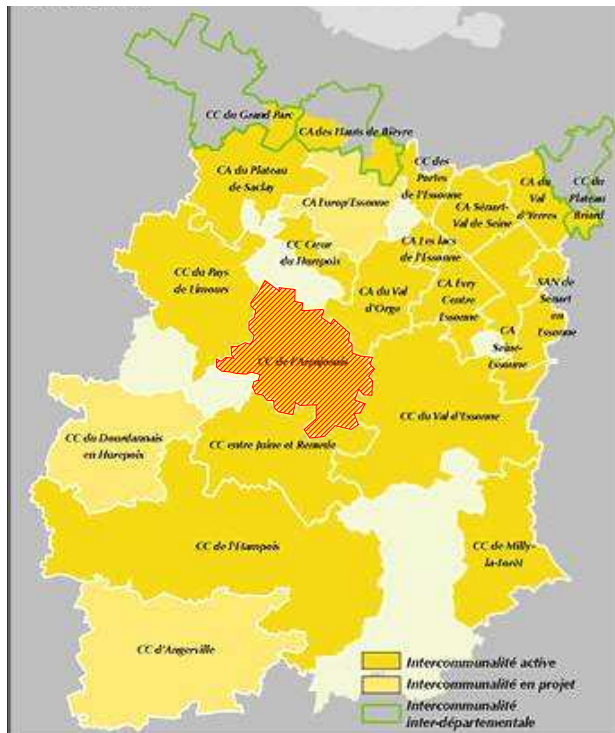 CC du Grand Parc
CA des Hauts de Bièvre
CA du Plateau
de Saclay
CC des
Portes
de l'Essonne
CA Europ'Essonne
CA Sénart-
Val de Seine
CA du
Val
d'Yerres
CC du
Plateau
Briard
CC Cœur
du Hurepoix
CA Les lacs
de l'Essonne
CC du Pays
de Limours
CA du Val
d'Orge
CA Evry
Centre
Essonne
SAN de
Sénart
en
Essonne
CA
Seine-
Essonne
CC de l'Arpajonais
CC du Val d'Essonne
CC du Dourdannais
en Hurepoix
CC entre Juine et Renarde
CC de l'Etampois
CC de Milly-
la-Forêt
CC d'Angerville
Intercommunalité active
Intercommunalité en projet
Intercommunalité
inter-départementale